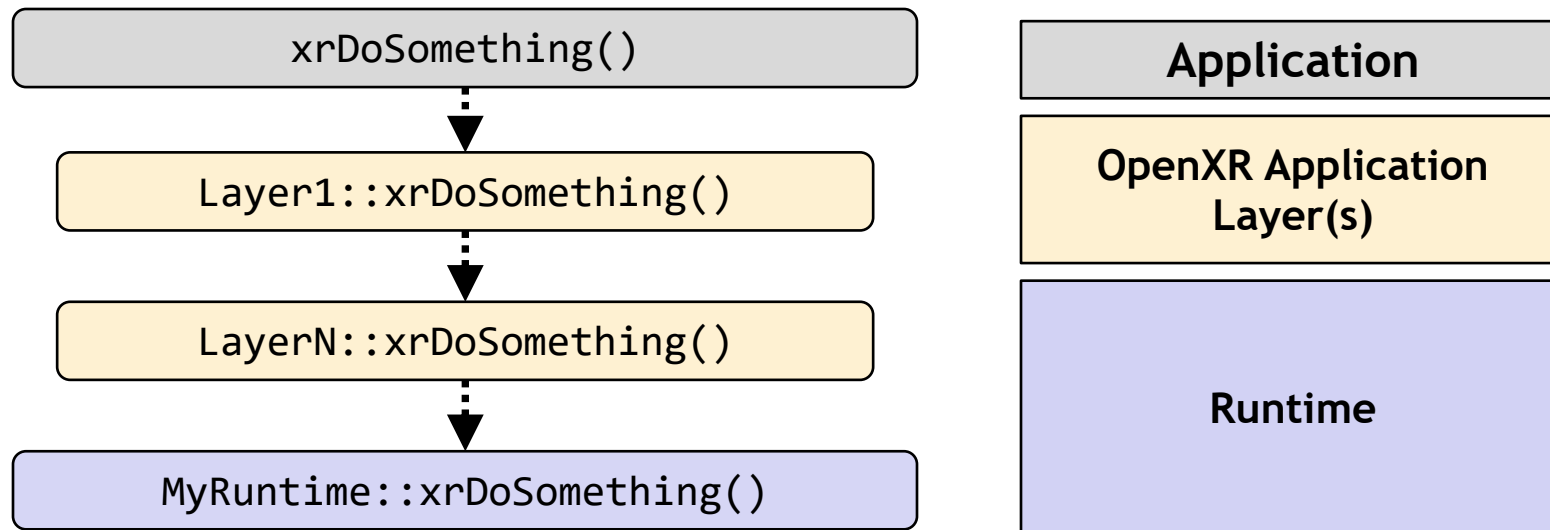 xrDoSomething()
Layer1::xrDoSomething()
LayerN::xrDoSomething()
MyRuntime::xrDoSomething()
Application
OpenXR Application
Layer(s)
Runtime